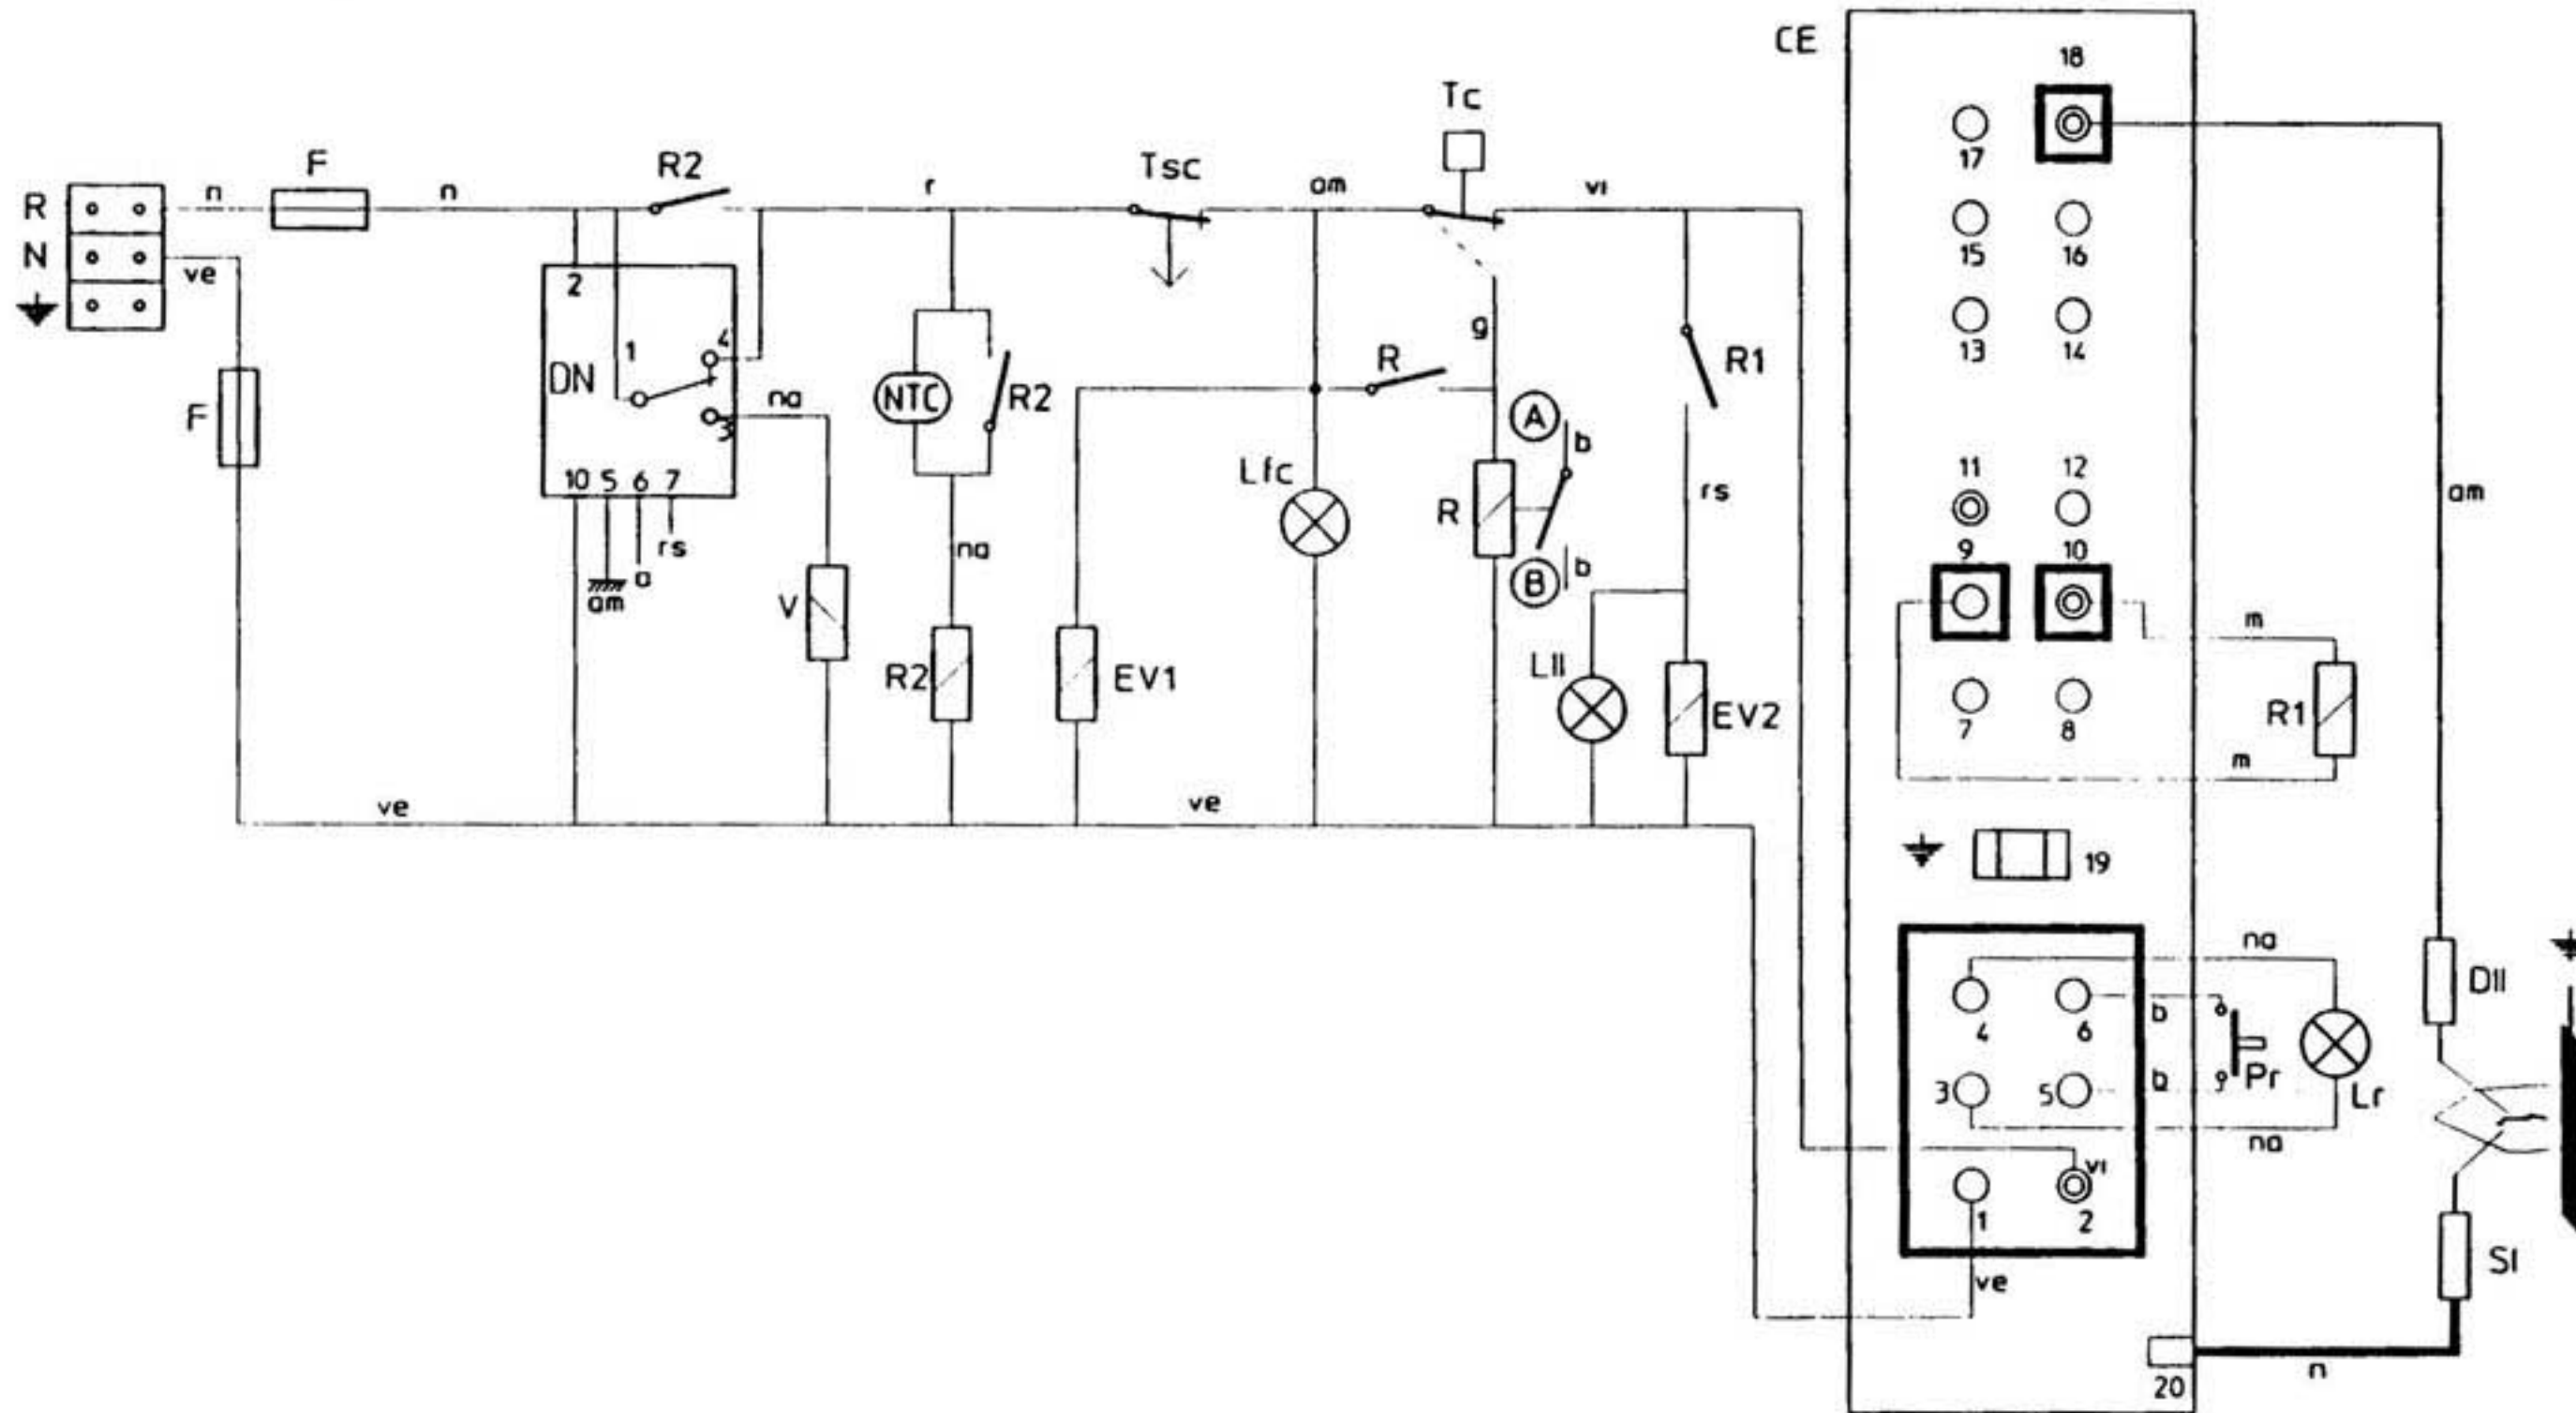 CE
18
Tc
F
R2
Tsc
17
R
n
n
r
am
vi
N
ve
15
16
2
13
14
1
4
g
R
R1
DN
na
NTC
R2
A
b
F
3
Lfc
11
12
10 5 6 7
R
rs
am
rs
na
B
b
9
10
a
am
V
m
R2
EV1
Lll
EV2
7
8
R1
m
ve
ve
19
na
Dll
4
6
b
3
5
b
Pr
Lr
na
vi
1
2
ve
Sl
n
20